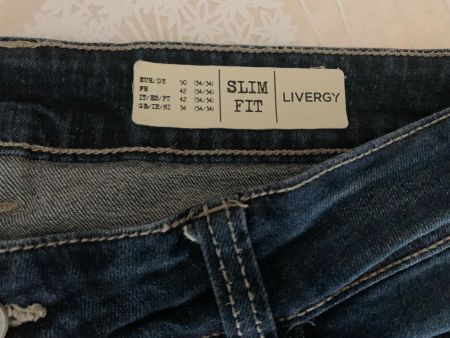 EUR/DE 50 (34/34)
FR 42 (34/34)
IT/ES/PT 42 (34/34)
GB/IE/NI 34 (34/34)
SLIM
FIT
LIVERGY